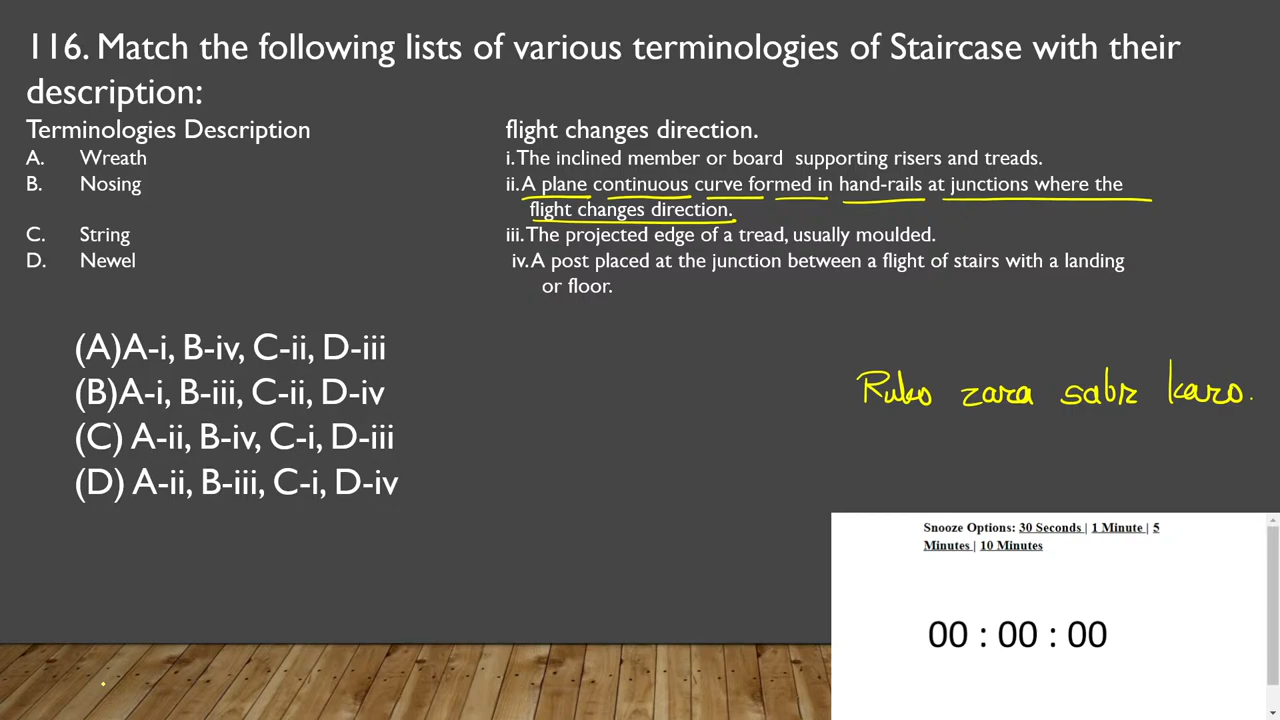 116. Match the following lists of various terminologies of Staircase with their
description:
Terminologies Description
A. Wreath
B. Nosing
C. String
D. Newel
flight changes direction.
i. The inclined member or board supporting risers and treads.
ii. A plane continuous curve formed in hand-rails at junctions where the
flight changes direction.
iii. The projected edge of a tread, usually moulded.
iv. A post placed at the junction between a flight of stairs with a landing
or floor.
(A)A-i, B-iv, C-ii, D-iii
(B)A-i, B-iii, C-ii, D-iv
(C) A-ii, B-iv, C-i, D-iii
(D) A-ii, B-iii, C-i, D-iv
Ruko zara sabr karo.
Snooze Options: 30 Seconds | 1 Minute | 5
Minutes | 10 Minutes
00 : 00 : 00